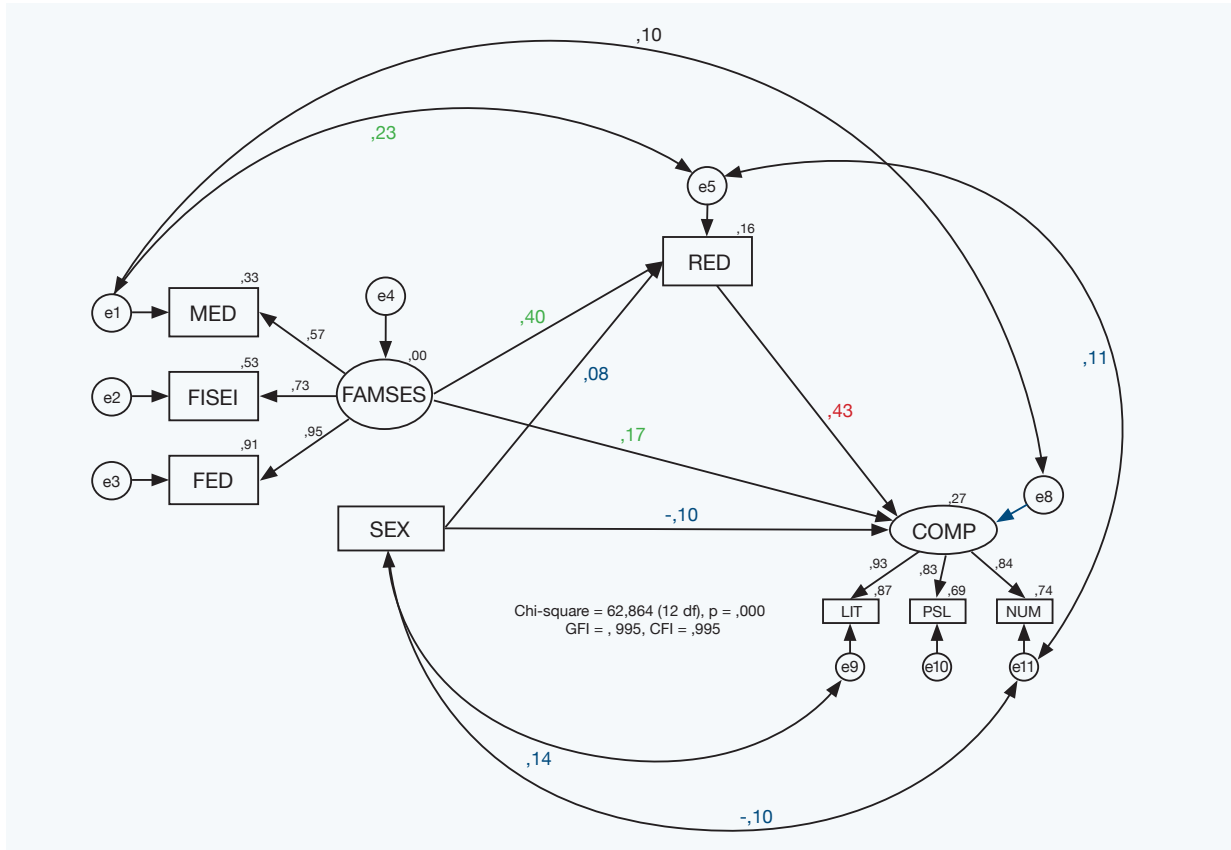 ,10
,23
e5
,16
RED
e4
,33
e1
MED
,57
,40
,00
,53
,08
,11
e2
FISEI
,73
FAMSES
,43
,95
,17
,91
e3
FED
,27
e8
SEX
-,10
COMP
,93
,83
,84
,87
,69
,74
LIT
PSL
NUM
Chi-square = 62,864 (12 df), p = ,000
GFI = , 995, CFI = ,995
e9
e10
e11
,14
-,10